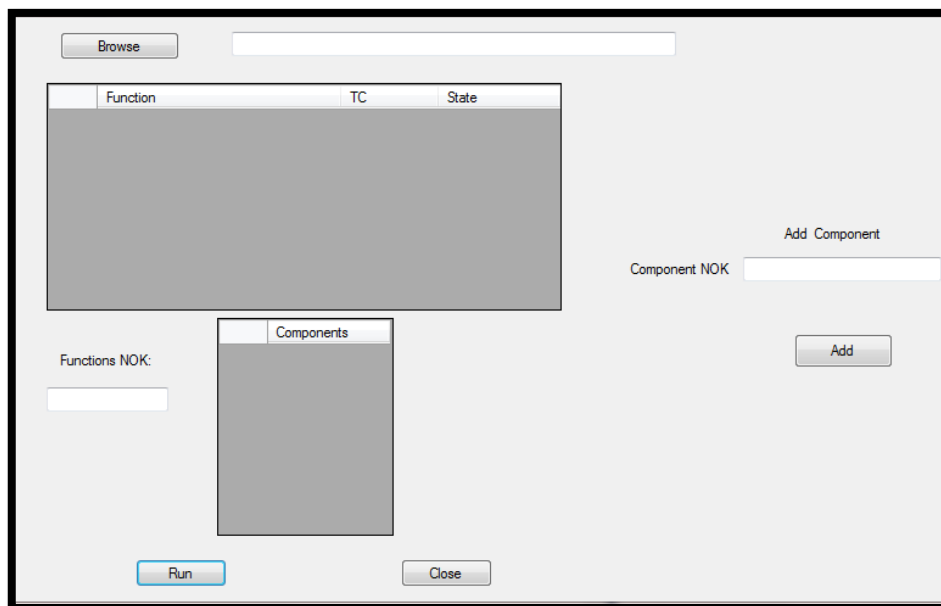 Browse
Function TC State
Add Component
Component NOK
Components
Functions NOK:
Add
Run Close